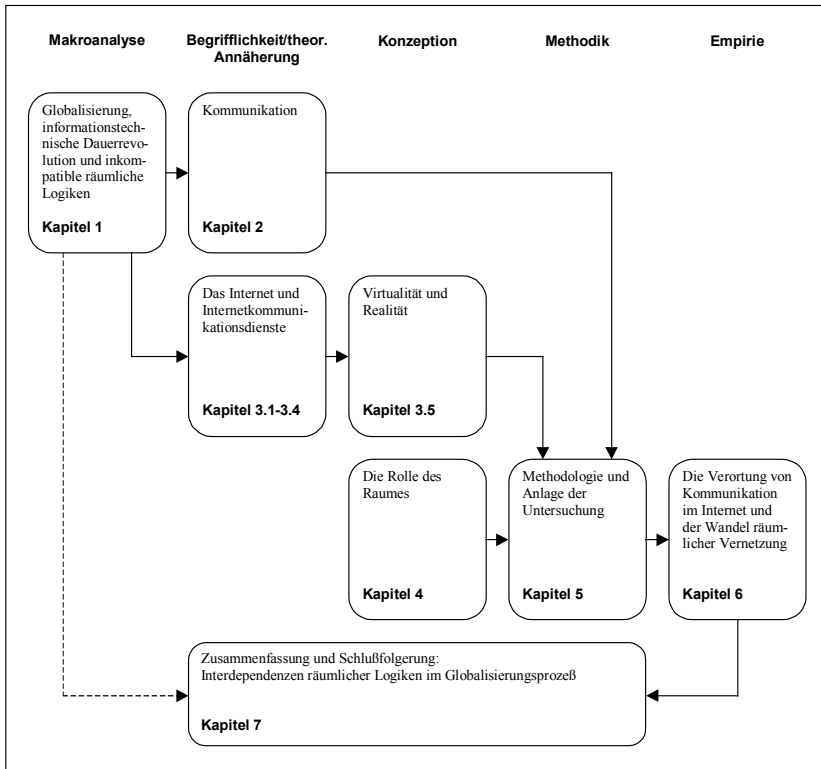 Makroanalyse
Begrifflichkeit/theor.
Annäherung
Konzeption
Methodik
Empirie
Globalisierung,
informationstech-
nische Dauerrevo-
lution und inkom-
patible räumliche
Logiken
Kapitel 1
Kommunikation
Kapitel 2
Das Internet und
Internetkommuni-
kationsdienste
Kapitel 3.1-3.4
Virtualität und
Realität
Kapitel 3.5
Die Rolle des
Raumes
Kapitel 4
Methodologie und
Anlage der
Untersuchung
Kapitel 5
Die Verortung von
Kommunikation
im Internet und
der Wandel räum-
licher Vernetzung
Kapitel 6
Zusammenfassung und Schlußfolgerung:
Interdependenzen räumlicher Logiken im Globalisierungsprozeß
Kapitel 7